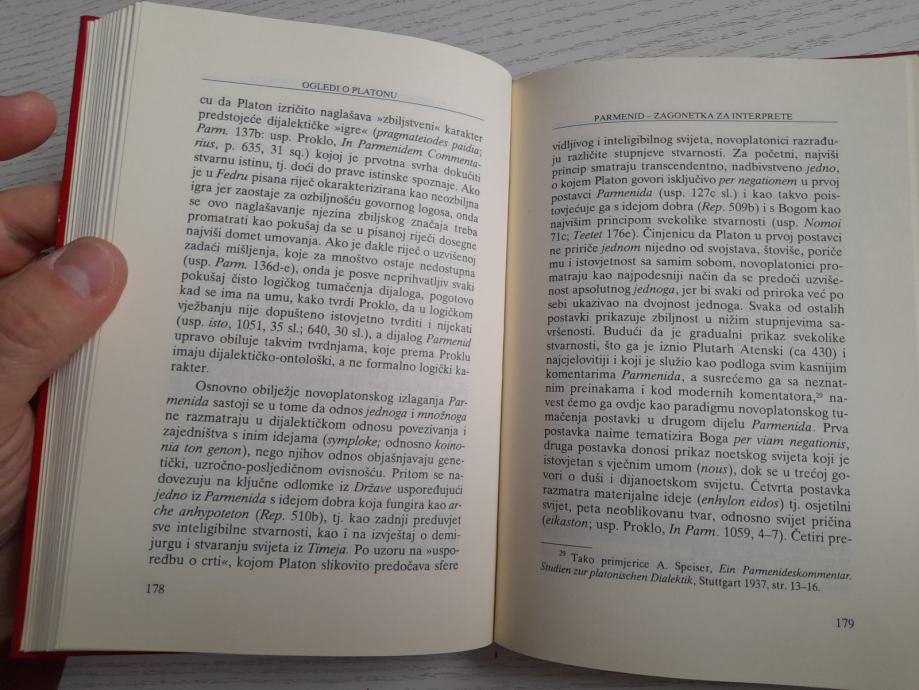 OGLEDI O PLATONU
cu da Platon izričito naglašava »zbiljstveni« karakter
predstojeće dijalektičke »igre« (pragmateiodes paidia;
Parm. 137b: usp. Proklo, In Parmenidem Commenta-
rius, p. 635, 31 sq.) kojoj je prvotna svrha dokučiti
stvarnu istinu, tj. doći do prave istinske spoznaje. Ako
je u Fedru pisana riječ okarakterizirana kao neozbiljna
igra jer zaostaje za ozbiljnošću govornog logosa, onda
se ovo naglašavanje njezina zbiljskog značaja treba
promatrati kao pokušaj da se u pisanoj riječi dosegne
najviši domet umovanja. Ako je dakle riječ o uzvišenoj
zadaći mišljenja, koje za mnoštvo ostaje nedostupna
(usp. Parm. 136d-e), onda je posve neprihvatljiv svaki
pokušaj čisto logičkog tumačenja dijaloga, pogotovo
kad se ima na umu, kako tvrdi Proklo, da u logičkom
vježbanju nije dopušteno istovjetno tvrditi i nijekati
(usp. isto, 1051, 35 sl.; 640, 30 sl.), a dijalog Parmenid
upravo obiluje takvim tvrdnjama, koje prema Proklu
imaju dijalektičko-ontološki, a ne formalno logički ka-
rakter.
Osnovno obilježje novoplatonskog izlaganja Par-
menida sastoji se u tome da odnos jednoga i množnoga
ne razmatraju u dijalektičkom odnosu povezivanja i
zajedništva s inim idejama (symploke; odnosno koino-
nia ton genon), nego njihov odnos objašnjavaju gene-
tički, uzročno-posljedičnom ovisnošću. Pritom se na-
dovezuju na ključne odlomke iz Države uspoređujući
jedno iz Parmenida s idejom dobra koja fungira kao ar-
che anhypoteton (Rep. 510b), tj. kao zadnji preduvjet
sve inteligibilne stvarnosti, kao i na izvještaj o demi-
jurgu i stvaranju svijeta iz Timeja. Po uzoru na »uspo-
redbu o crti«, kojom Platon slikovito predočava sfere
178
PARMENID – ZAGONETKA ZA INTERPRETE
vidljivog i inteligibilnog svijeta, novoplatonici razrađu-
ju različite stupnjeve stvarnosti. Za početni, najviši
princip smatraju transcendentno, nadbivstveno jedno,
o kojem Platon govori isključivo per negationem u prvoj
postavci Parmenida (usp. 127c sl.) i kao takvo pois-
tovjećuje ga s idejom dobra (Rep. 509b) i s Bogom kao
najvišim principom svekolike stvarnosti (usp. Nomoi
71c; Teetet 176e). Činjenicu da Platon u prvoj postavci
ne pririče jednom nijedno od svojstava, štoviše, poriče
mu i istovjetnost sa samim sobom, novoplatonici pro-
matraju kao najpodesniji način da se predoči uzviše-
nost apsolutnog jednoga, jer bi svaki od priroka već po
sebi ukazivao na dvojnost jednoga. Svaka od ostalih
postavki prikazuje zbiljnost u nižim stupnjevima sa-
vršenosti. Budući da je gradualni prikaz svekolike
stvarnosti, što ga je iznio Plutarh Atenski (ca 430) i
najcjelovitiji i koji je služio kao podloga svim kasnijim
komentarima Parmenida, a susrećemo ga sa neznat-
nim preinakama i kod modernih komentatora,²⁹ na-
vest ćemo ga ovdje kao paradigmu novoplatonskog tu-
mačenja postavki u drugom dijelu Parmenida. Prva
postavka naime tematizira Boga per viam negationis,
druga postavka donosi prikaz noetskog svijeta koji je
istovjetan s vječnim umom (nous), dok se u trećoj go-
vori o duši i dijanoetskom svijetu. Četvrta postavka
razmatra materijalne ideje (enhylon eidos) tj. osjetilni
svijet, peta neoblikovanu tvar, odnosno svijet pričina
(eikaston; usp. Proklo, In Parm. 1059, 4–7). Četiri pre-
²⁹ Tako primjerice A. Speiser, Ein Parmenideskommentar.
Studien zur platonischen Dialektik, Stuttgart 1937, str. 13–16.
179